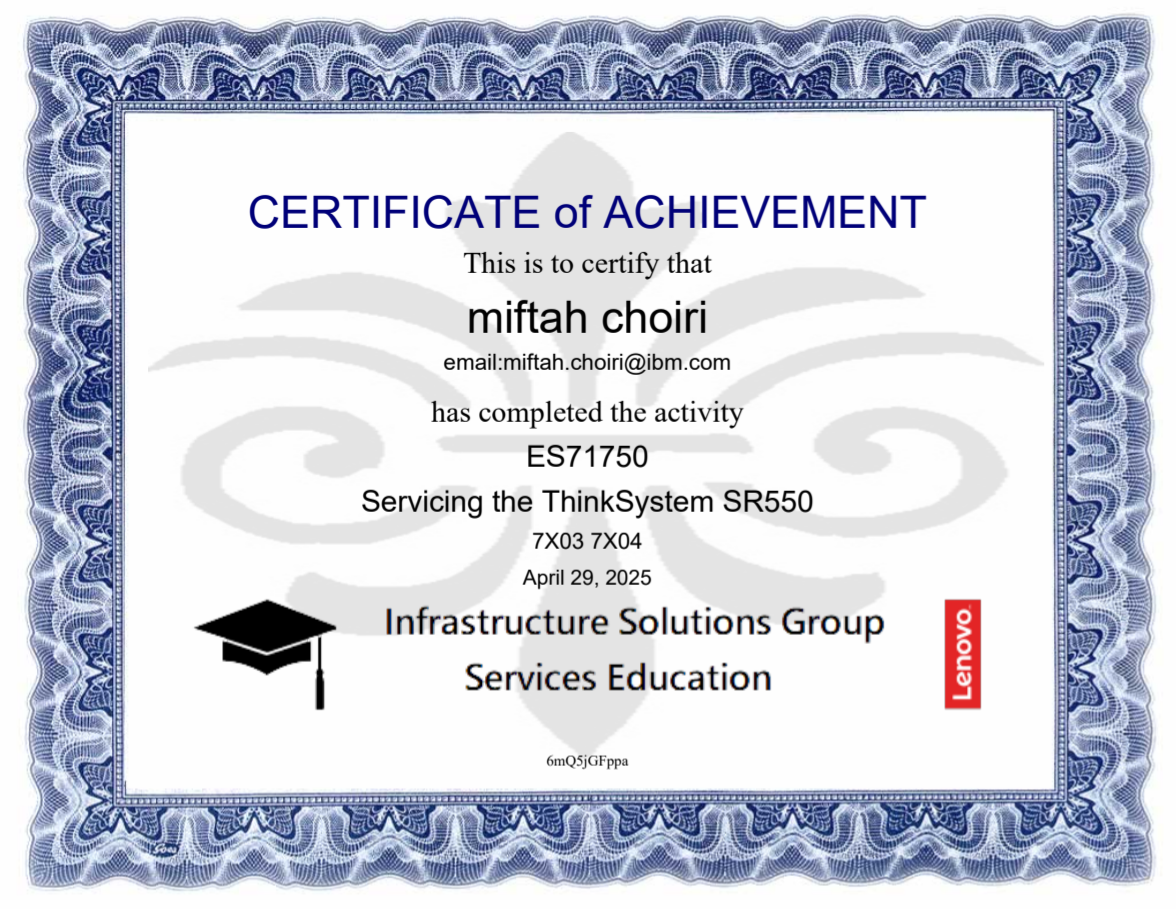 CERTIFICATE of ACHIEVEMENT
This is to certify that
miftah choiri
email:miftah.choiri@ibm.com
has completed the activity
ES71750
Servicing the ThinkSystem SR550
7X03 7X04
April 29, 2025
Infrastructure Solutions Group
Services Education
Lenovo
6mQ5jGFppa
Goes